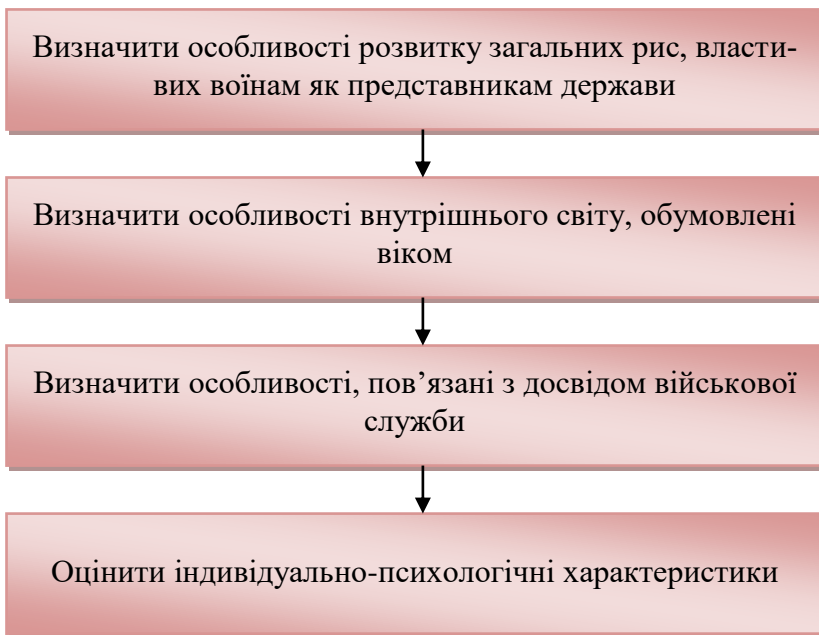 Визначити особливості розвитку загальних рис, власти-
вих воїнам як представникам держави
Визначити особливості внутрішнього світу, обумовлені
віком
Визначити особливості, пов’язані з досвідом військової
служби
Оцінити індивідуально-психологічні характеристики